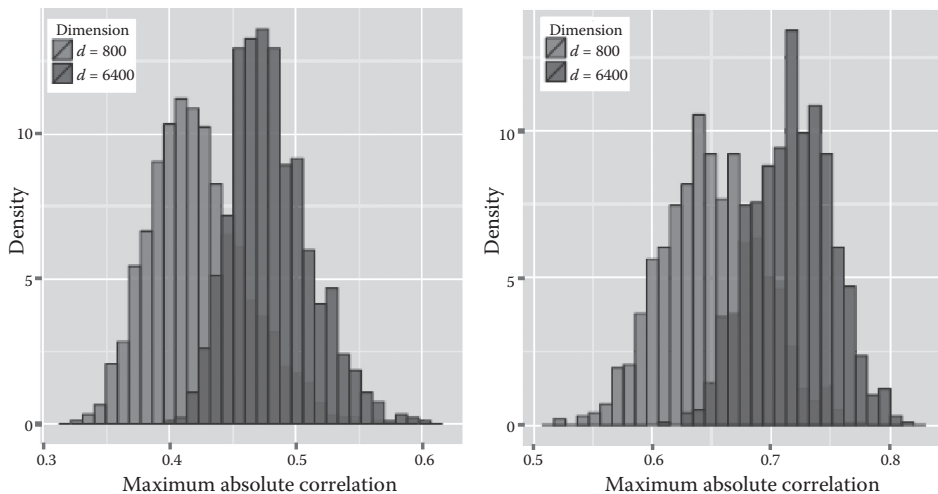 Dimension
d = 800
d = 6400
10
5
0
Density
0.3
0.4
0.5
0.6
Maximum absolute correlation
Dimension
d = 800
d = 6400
10
5
0
Density
0.5
0.6
0.7
0.8
Maximum absolute correlation